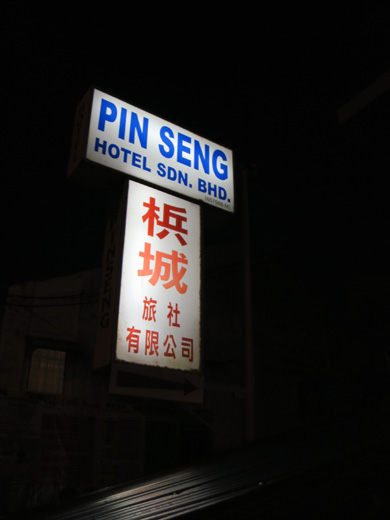 PIN SENG
HOTEL SDN. BHD.
梹
城
旅社
有限公司